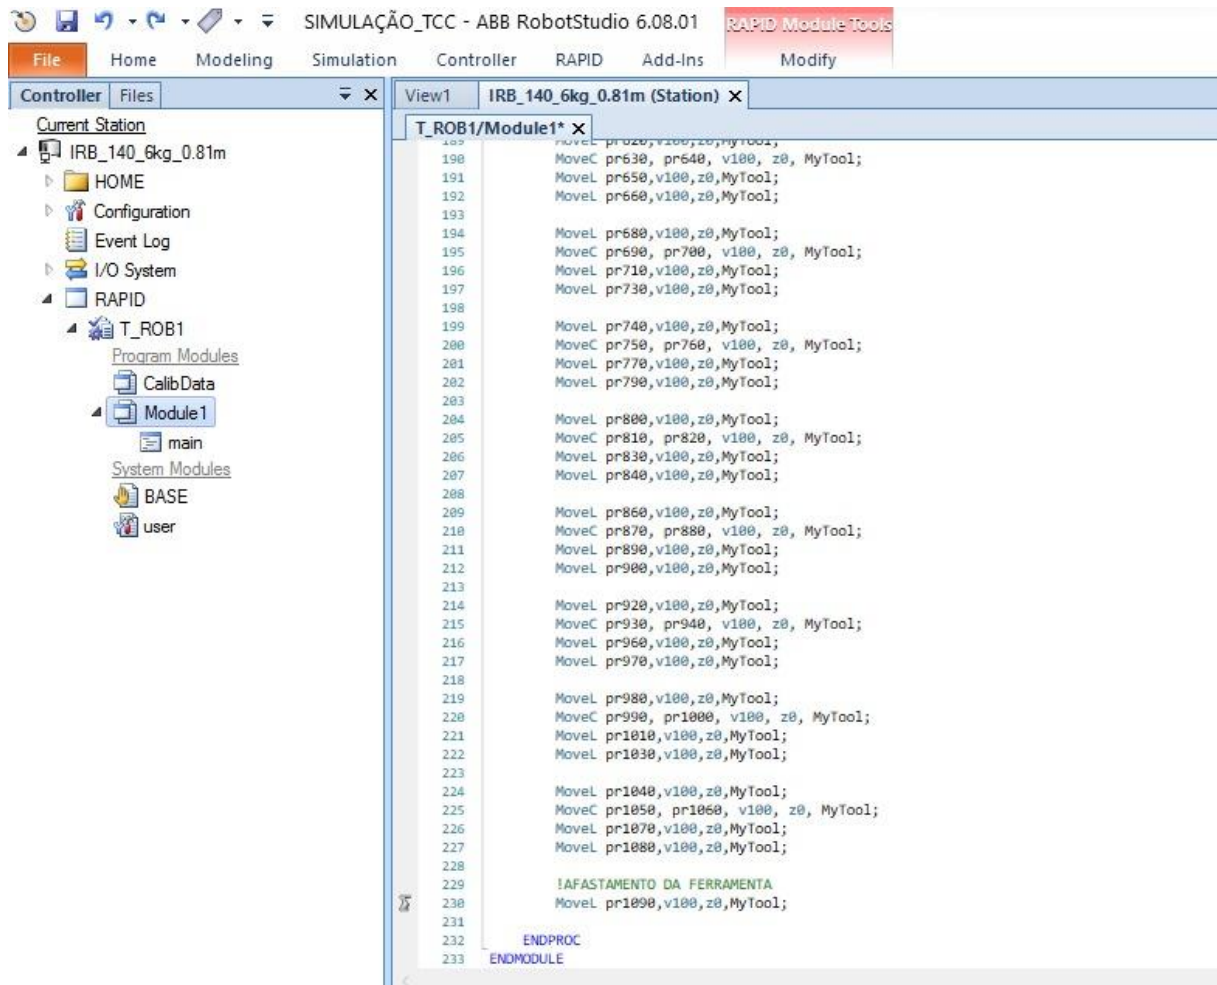 SIMULAÇÃO_TCC - ABB RobotStudio 6.08.01 RAPID Module Tools
File Home Modeling Simulation Controller RAPID Add-Ins Modify
Controller Files
Current Station
IRB_140_6kg_0.81m
HOME
Configuration
Event Log
I/O System
RAPID
T_ROB1
Program Modules
CalibData
Module1
main
System Modules
BASE
user
View1 IRB_140_6kg_0.81m (Station) X
T_ROB1/Module1* X
189 MoveL pr620,v100,z0,MyTool;
190 MoveC pr630, pr640, v100, z0, MyTool;
191 MoveL pr650,v100,z0,MyTool;
192 MoveL pr660,v100,z0,MyTool;
193
194 MoveL pr680,v100,z0,MyTool;
195 MoveC pr690, pr700, v100, z0, MyTool;
196 MoveL pr710,v100,z0,MyTool;
197 MoveL pr730,v100,z0,MyTool;
198
199 MoveL pr740,v100,z0,MyTool;
200 MoveC pr750, pr760, v100, z0, MyTool;
201 MoveL pr770,v100,z0,MyTool;
202 MoveL pr790,v100,z0,MyTool;
203
204 MoveL pr800,v100,z0,MyTool;
205 MoveC pr810, pr820, v100, z0, MyTool;
206 MoveL pr830,v100,z0,MyTool;
207 MoveL pr840,v100,z0,MyTool;
208
209 MoveL pr860,v100,z0,MyTool;
210 MoveC pr870, pr880, v100, z0, MyTool;
211 MoveL pr890,v100,z0,MyTool;
212 MoveL pr900,v100,z0,MyTool;
213
214 MoveL pr920,v100,z0,MyTool;
215 MoveC pr930, pr940, v100, z0, MyTool;
216 MoveL pr960,v100,z0,MyTool;
217 MoveL pr970,v100,z0,MyTool;
218
219 MoveL pr980,v100,z0,MyTool;
220 MoveC pr990, pr1000, v100, z0, MyTool;
221 MoveL pr1010,v100,z0,MyTool;
222 MoveL pr1030,v100,z0,MyTool;
223
224 MoveL pr1040,v100,z0,MyTool;
225 MoveC pr1050, pr1060, v100, z0, MyTool;
226 MoveL pr1070,v100,z0,MyTool;
227 MoveL pr1080,v100,z0,MyTool;
228
229 !AFASTAMENTO DA FERRAMENTA
230 MoveL pr1090,v100,z0,MyTool;
231
232 ENDPROC
233 ENDMODULE